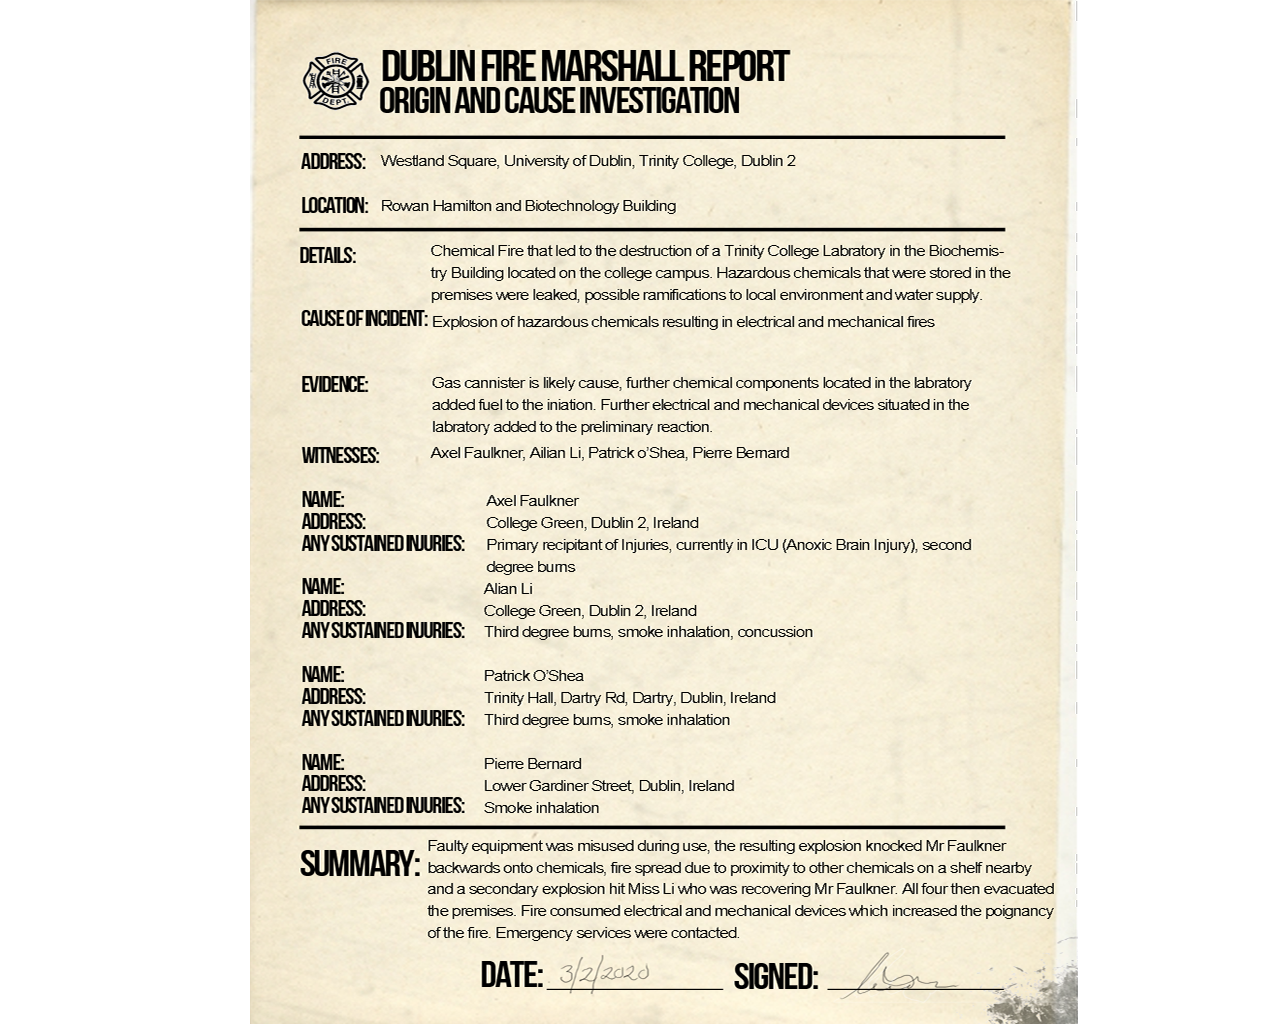 FIRE
DEPT.
DUBLIN FIRE MARSHALL REPORT
ORIGIN AND CAUSE INVESTIGATION
ADDRESS: Westland Square, University of Dublin, Trinity College, Dublin 2
LOCATION: Rowan Hamilton and Biotechnology Building
DETAILS: Chemical Fire that led to the destruction of a Trinity College Labratory in the Biochemis-
try Building located on the college campus. Hazardous chemicals that were stored in the
premises were leaked, possible ramifications to local environment and water supply.
CAUSE OF INCIDENT: Explosion of hazardous chemicals resulting in electrical and mechanical fires
EVIDENCE: Gas cannister is likely cause, further chemical components located in the labratory
added fuel to the iniation. Further electrical and mechanical devices situated in the
labratory added to the preliminary reaction.
WITNESSES: Axel Faulkner, Ailian Li, Patrick o'Shea, Pierre Bernard
NAME: Axel Faulkner
ADDRESS: College Green, Dublin 2, Ireland
ANY SUSTAINED INJURIES: Primary recipitant of Injuries, currently in ICU (Anoxic Brain Injury), second
degree burns
NAME: Alian Li
ADDRESS: College Green, Dublin 2, Ireland
ANY SUSTAINED INJURIES: Third degree burns, smoke inhalation, concussion
NAME: Patrick O'Shea
ADDRESS: Trinity Hall, Dartry Rd, Dartry, Dublin, Ireland
ANY SUSTAINED INJURIES: Third degree burns, smoke inhalation
NAME: Pierre Bernard
ADDRESS: Lower Gardiner Street, Dublin, Ireland
ANY SUSTAINED INJURIES: Smoke inhalation
SUMMARY: Faulty equipment was misused during use, the resulting explosion knocked Mr Faulkner
backwards onto chemicals, fire spread due to proximity to other chemicals on a shelf nearby
and a secondary explosion hit Miss Li who was recovering Mr Faulkner. All four then evacuated
the premises. Fire consumed electrical and mechanical devices which increased the poignancy
of the fire. Emergency services were contacted.
DATE: 3/2/2020 SIGNED: